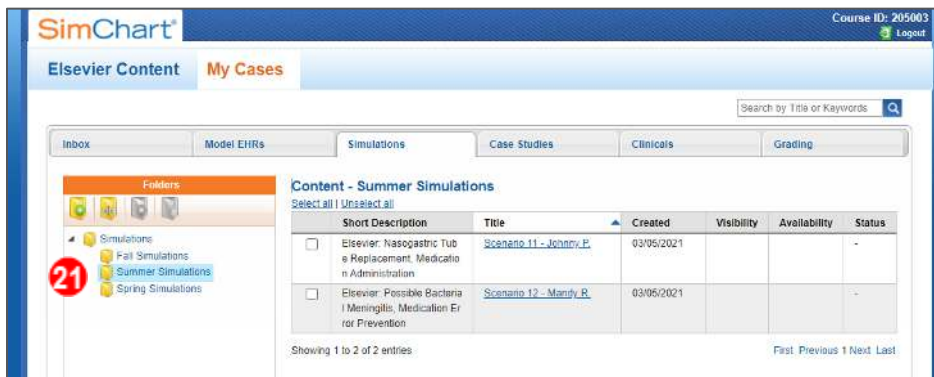 SimChart®
Course ID: 205003
Logout
Elsevier Content My Cases
Search by Title or Keywords
Inbox Model EHRs Simulations Case Studies Clinicals Grading
Folders
Simulations
Fall Simulations
21
Summer Simulations
Spring Simulations
Content - Summer Simulations
Select all | Unselect all
Short Description Title Created Visibility Availability Status
Elsevier: Nasogastric Tub Scenario 11 - Johnny P. 03/05/2021 -
e Replacement, Medicatio
n Administration
Elsevier: Possible Bacteria Scenario 12 - Mandy R. 03/05/2021 -
l Meningitis, Medication Er
ror Prevention
Showing 1 to 2 of 2 entries First Previous 1 Next Last